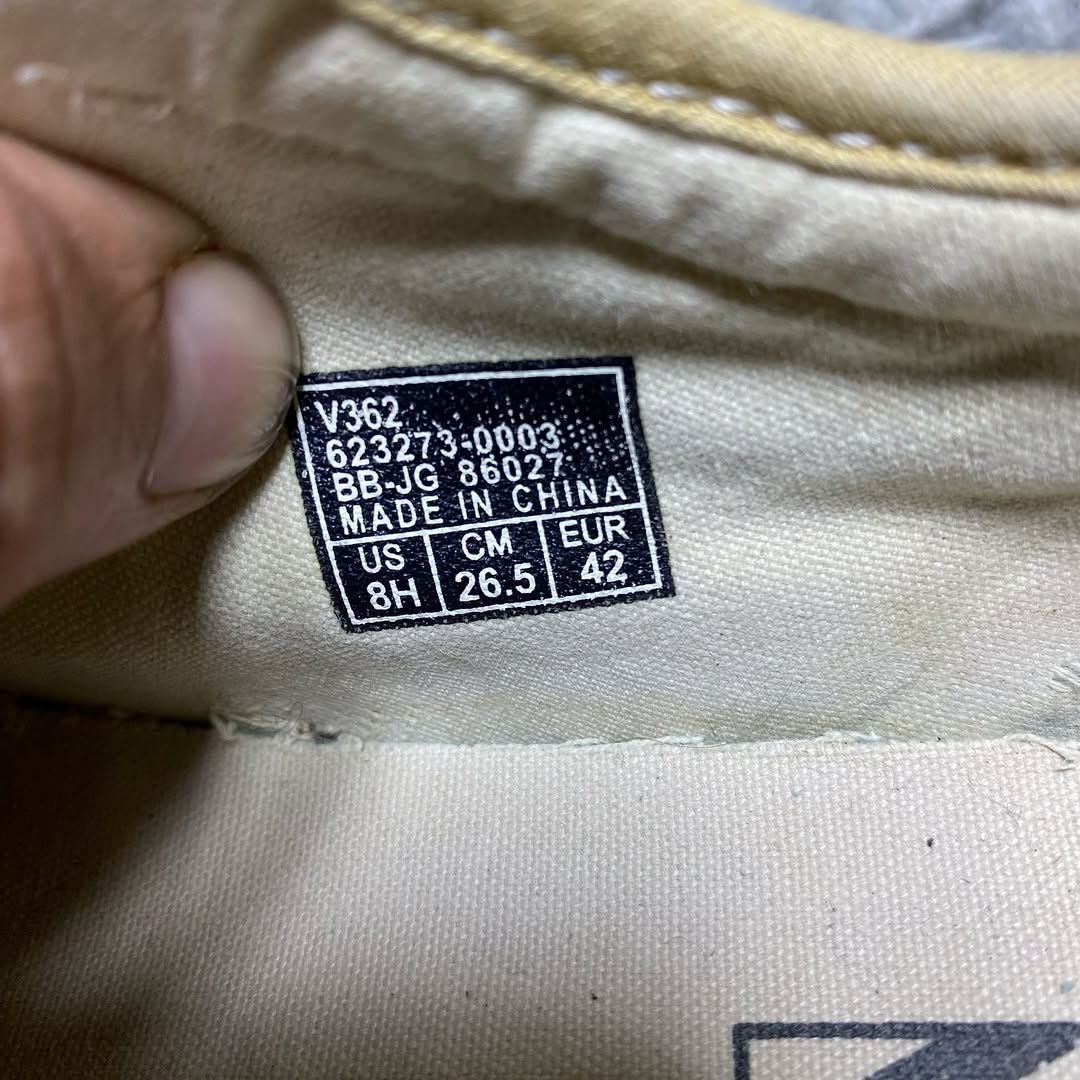 V362
623273-0003
BB-JG 86027
MADE IN CHINA
US CM EUR
8H 26.5 42